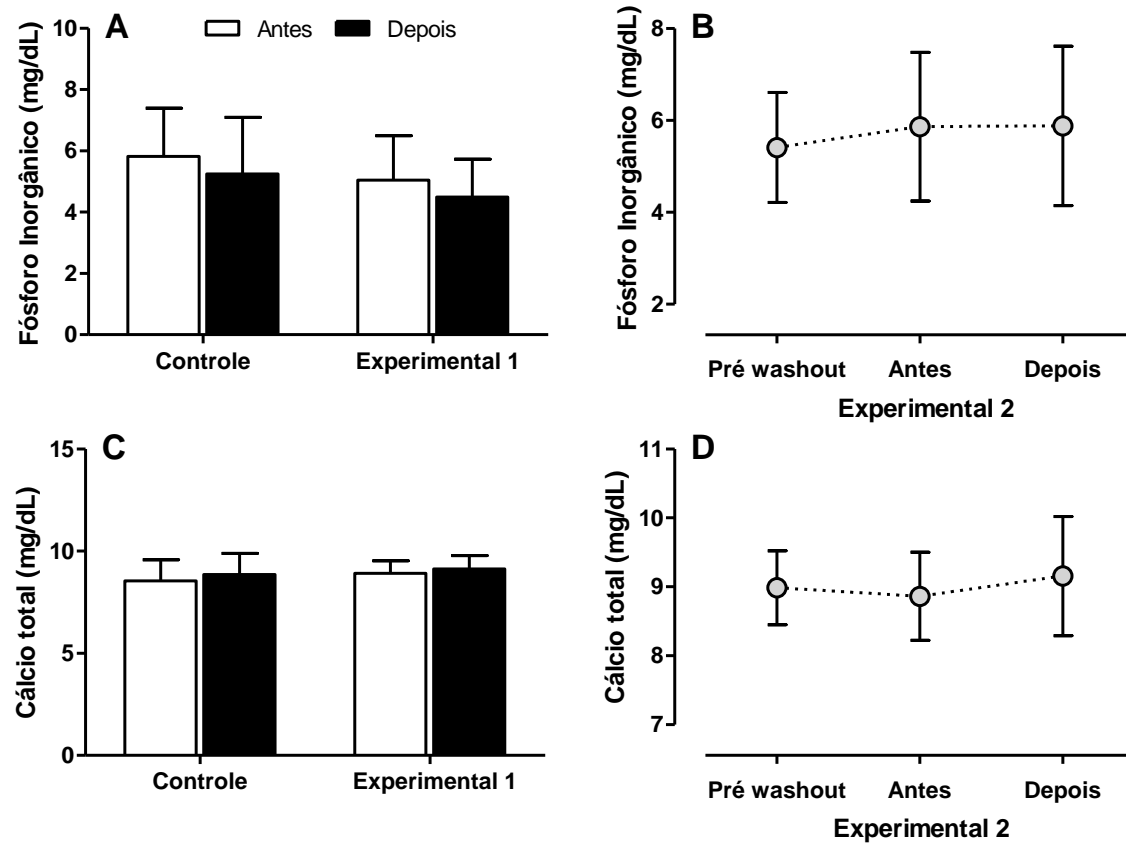 A
Antes
Depois
Fósforo Inorgânico (mg/dL)
10
8
6
4
2
0
Controle
Experimental 1
B
Fósforo Inorgânico (mg/dL)
8
6
4
2
Pré washout
Antes
Depois
Experimental 2
C
Cálcio total (mg/dL)
15
10
5
0
Controle
Experimental 1
D
Cálcio total (mg/dL)
11
10
9
8
7
Pré washout
Antes
Depois
Experimental 2